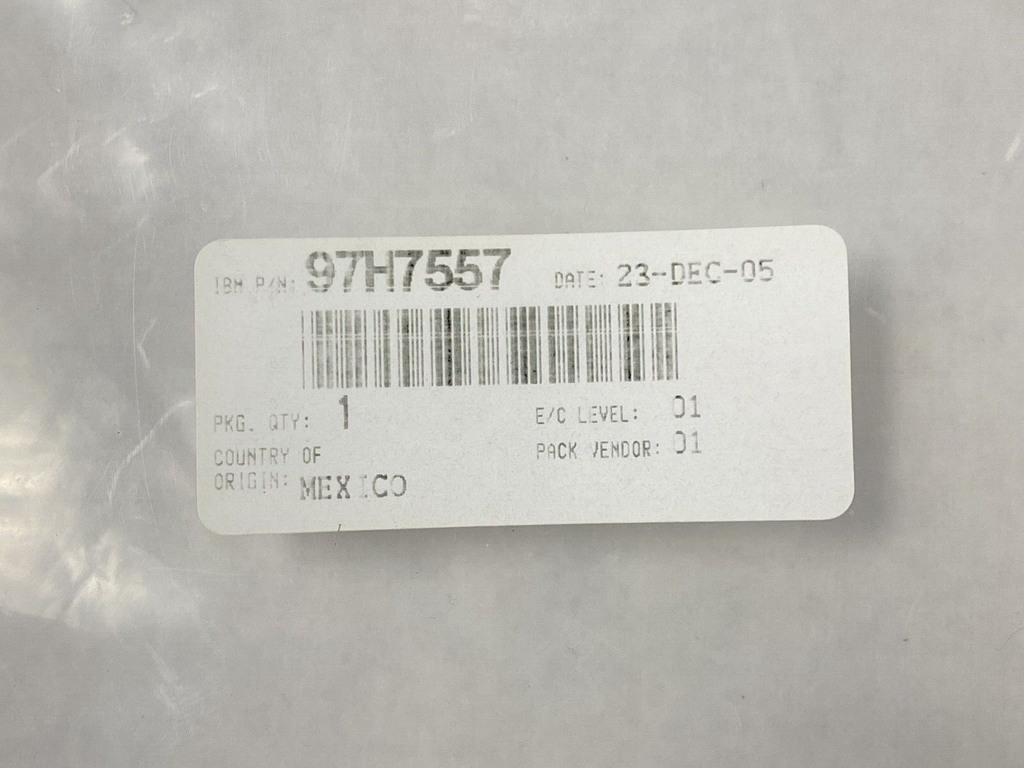 IBM P/N: 97H7557 DATE: 23-DEC-05
PKG. QTY: 1 E/C LEVEL: 01
COUNTRY OF PACK VENDOR: 01
ORIGIN: MEXICO